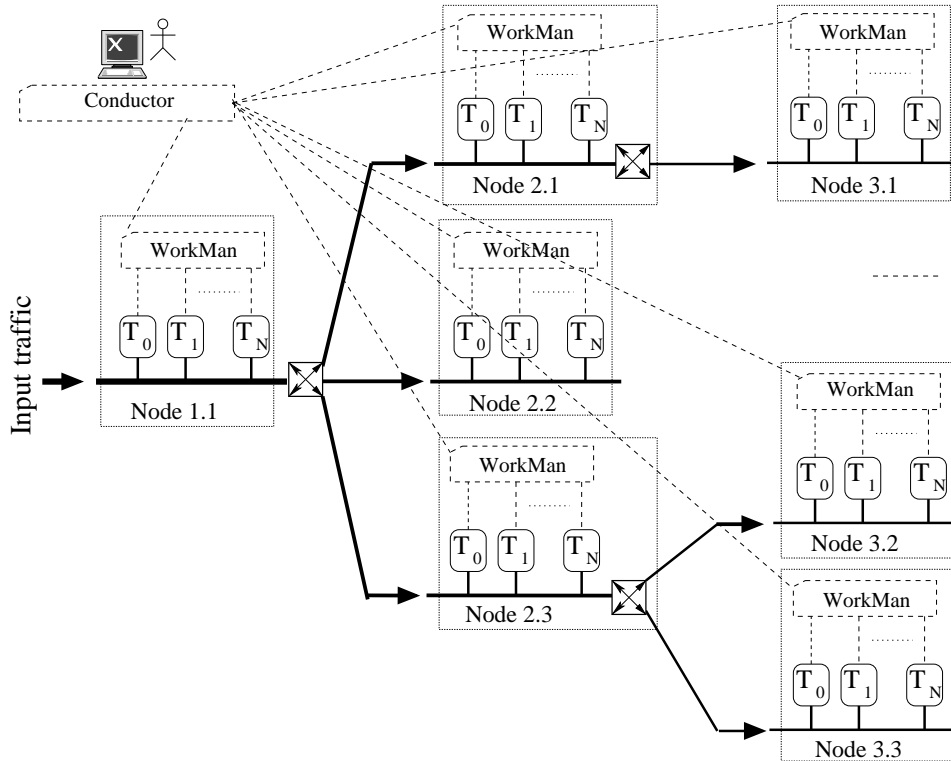 Conductor
Input traffic
WorkMan
T0 T1 TN
Node 1.1
WorkMan
T0 T1 TN
Node 2.1
WorkMan
T0 T1 TN
Node 2.2
WorkMan
T0 T1 TN
Node 2.3
WorkMan
T0 T1 TN
Node 3.1
WorkMan
T0 T1 TN
Node 3.2
WorkMan
T0 T1 TN
Node 3.3